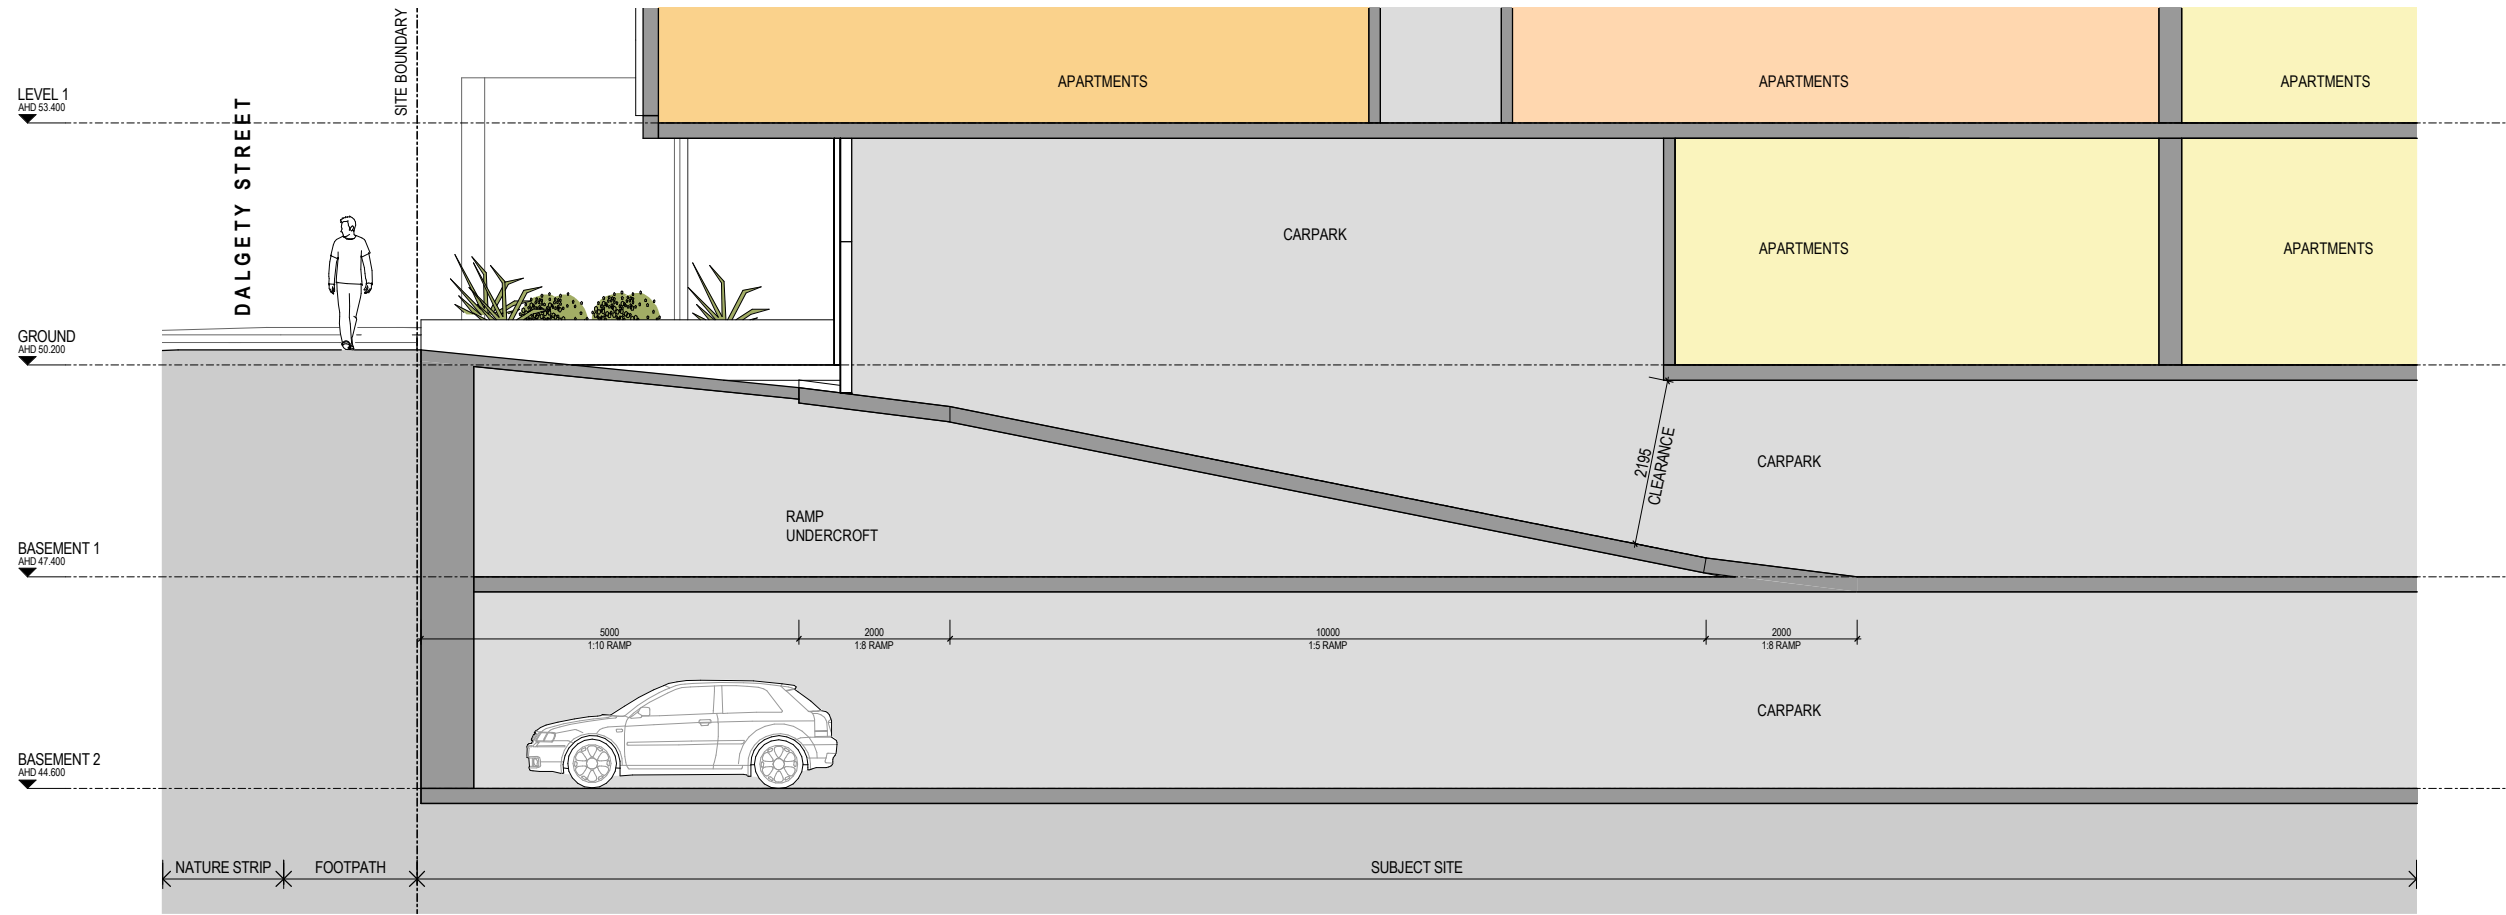 SITE BOUNDARY
APARTMENTS
APARTMENTS
APARTMENTS
LEVEL 1
AHD 53.400
DALGETY STREET
CARPARK
APARTMENTS
APARTMENTS
GROUND
AHD 50.200
2195
CLEARANCE
CARPARK
RAMP
UNDERCROFT
BASEMENT 1
AHD 47.400
5000
1:10 RAMP
2000
1:8 RAMP
10000
1:5 RAMP
2000
1:8 RAMP
CARPARK
BASEMENT 2
AHD 44.600
NATURE STRIP
FOOTPATH
SUBJECT SITE